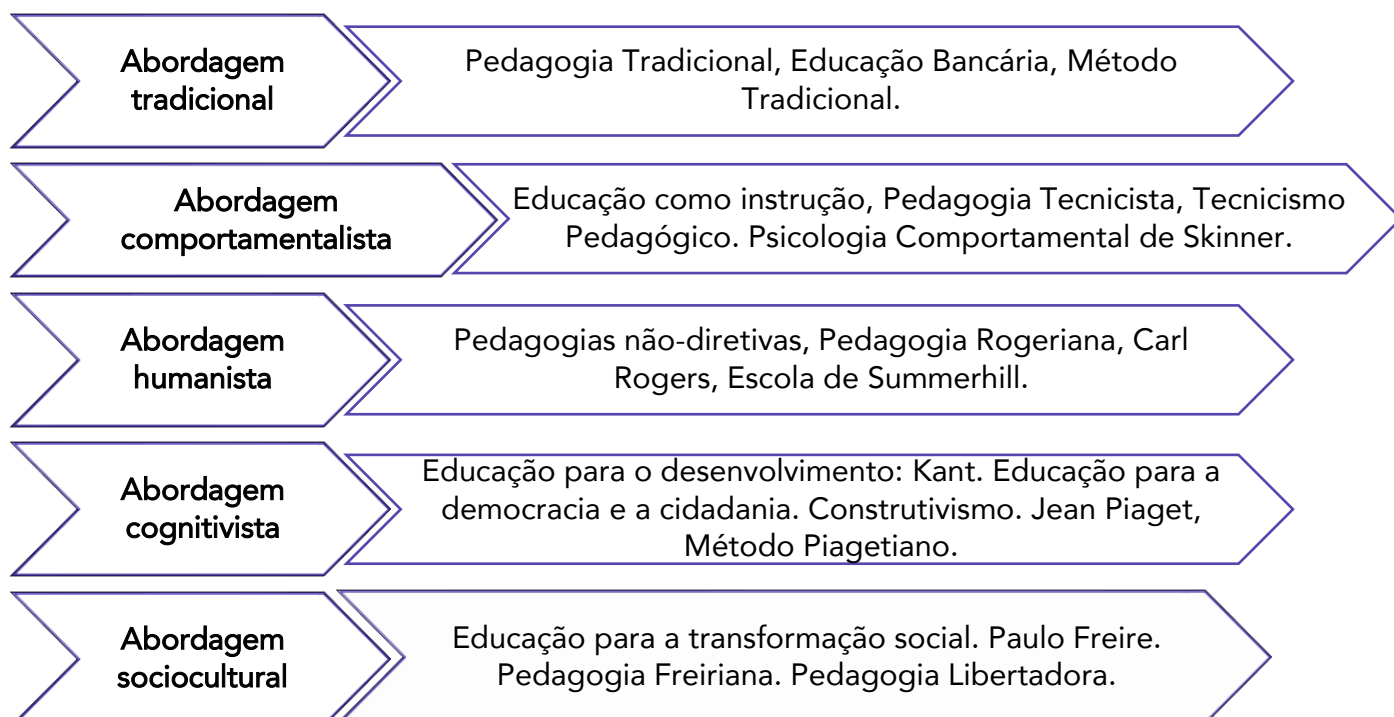 Abordagem
tradicional
Pedagogia Tradicional, Educação Bancária, Método
Tradicional.
Abordagem
comportamentalista
Educação como instrução, Pedagogia Tecnicista, Tecnicismo
Pedagógico. Psicologia Comportamental de Skinner.
Abordagem
humanista
Pedagogias não-diretivas, Pedagogia Rogeriana, Carl
Rogers, Escola de Summerhill.
Abordagem
cognitivista
Educação para o desenvolvimento: Kant. Educação para a
democracia e a cidadania. Construtivismo. Jean Piaget,
Método Piagetiano.
Abordagem
sociocultural
Educação para a transformação social. Paulo Freire.
Pedagogia Freiriana. Pedagogia Libertadora.